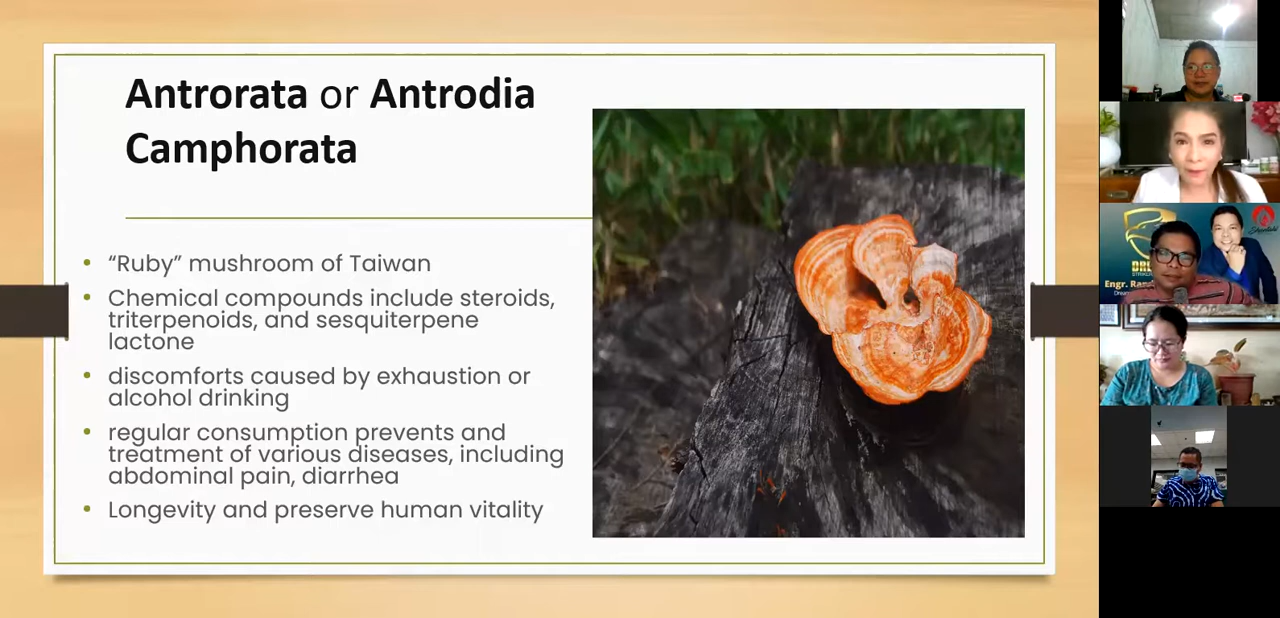 Antrorata or Antrodia
Camphorata
“Ruby” mushroom of Taiwan
Chemical compounds include steroids,
triterpenoids, and sesquiterpene
lactone
discomforts caused by exhaustion or
alcohol drinking
regular consumption prevents and
treatment of various diseases, including
abdominal pain, diarrhea
Longevity and preserve human vitality
Engr.